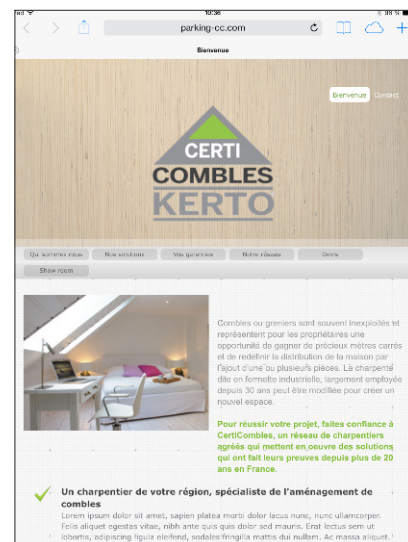 10:36
98 %
parking-cc.com
Bienvenue
Bienvenue Contact
CERTI
COMBLES
KERTO
Qui sommes nous Nos solutions Vos garanties Notre réseau Devis
Show room
Combles ou greniers sont souvent inexploités et
représentent pour les propriétaires une
opportunité de gagner de précieux mètres carrés
et de redéfinir la distribution de la maison par
l'ajout d'une ou plusieurs pièces. La charpente
dite en fermette industrielle, largement employée
depuis 30 ans peut être modifiée pour créer un
nouvel espace.
Pour réussir votre projet, faites confiance à
CertiCombles, un réseau de charpentiers
agréés qui mettent en oeuvre des solutions
qui ont fait leurs preuves depuis plus de 20
ans en France.
Un charpentier de votre région, spécialiste de l'aménagement de
combles
Lorem ipsum dolor sit amet, sapien platea morbi dolor lacus nunc, nunc ullamcorper.
Felis aliquet egestas vitae, nibh ante quis quis dolor sed mauris. Erat lectus sem ut
lobortis, adipiscing ligula eleifend, sodales fringilla mattis dui nullam. Ac massa aliquet.